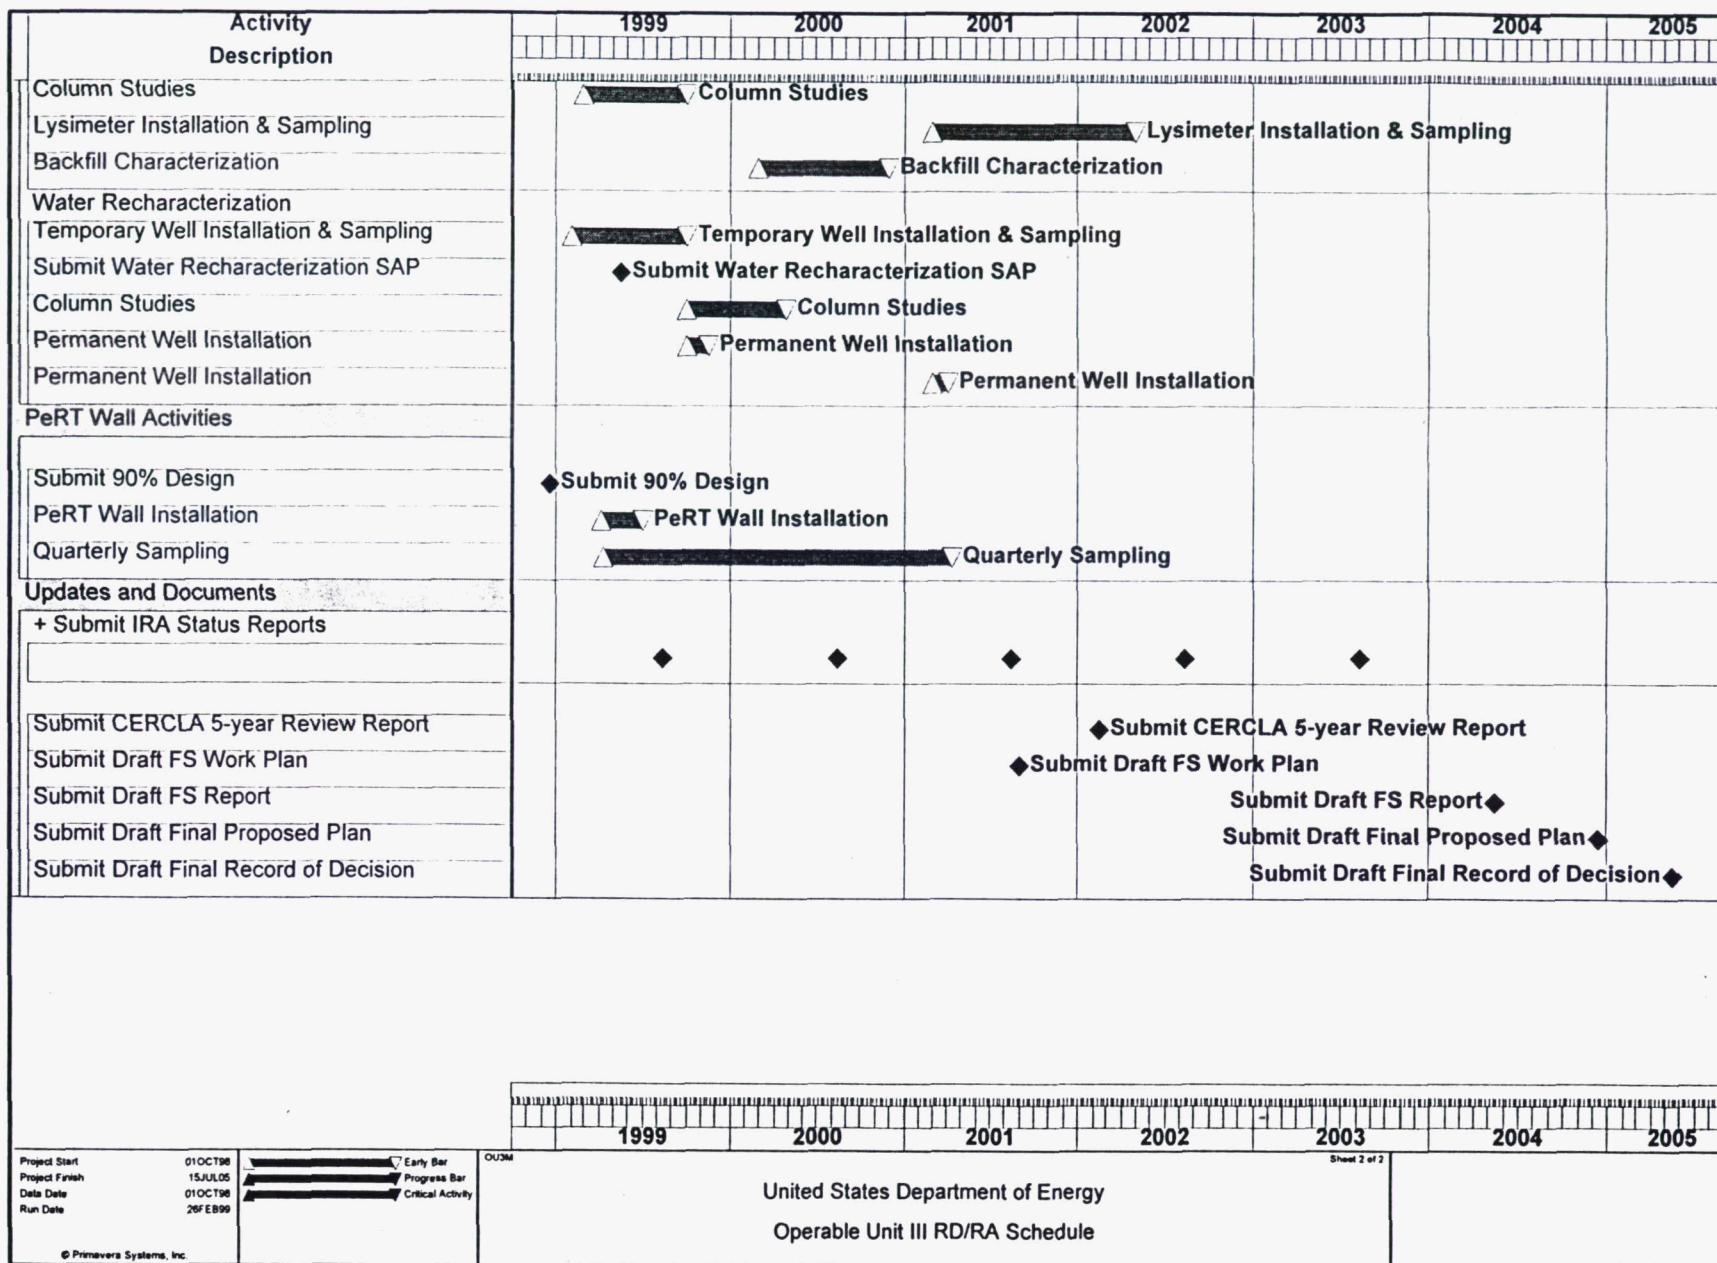 Activity
Description
1999 2000 2001 2002 2003 2004 2005
Column Studies Column Studies
Lysimeter Installation & Sampling Lysimeter Installation & Sampling
Backfill Characterization Backfill Characterization
Water Recharacterization
Temporary Well Installation & Sampling Temporary Well Installation & Sampling
Submit Water Recharacterization SAP Submit Water Recharacterization SAP
Column Studies Column Studies
Permanent Well Installation Permanent Well Installation
Permanent Well Installation Permanent Well Installation
PeRT Wall Activities
Submit 90% Design Submit 90% Design
PeRT Wall Installation PeRT Wall Installation
Quarterly Sampling Quarterly Sampling
Updates and Documents
+ Submit IRA Status Reports
Submit CERCLA 5-year Review Report Submit CERCLA 5-year Review Report
Submit Draft FS Work Plan Submit Draft FS Work Plan
Submit Draft FS Report Submit Draft FS Report
Submit Draft Final Proposed Plan Submit Draft Final Proposed Plan
Submit Draft Final Record of Decision Submit Draft Final Record of Decision
1999 2000 2001 2002 2003 2004 2005
Project Start 01OCT98
Project Finish 15JUL05
Data Date 01OCT98
Run Date 26FEB99
© Primavera Systems, Inc.
Early Bar
Progress Bar
Critical Activity
OU3M
Sheet 2 of 2
United States Department of Energy
Operable Unit III RD/RA Schedule